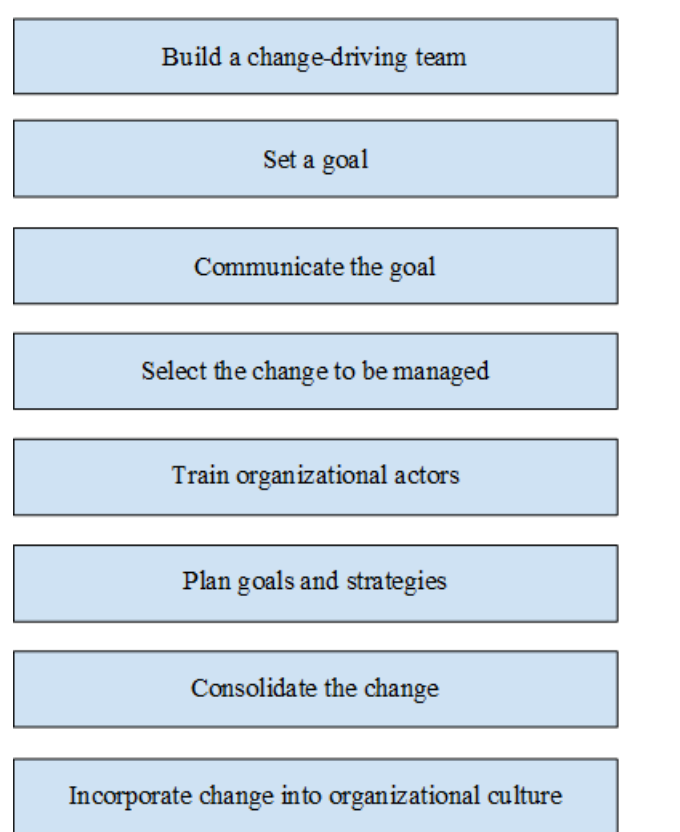 Build a change-driving team
Set a goal
Communicate the goal
Select the change to be managed
Train organizational actors
Plan goals and strategies
Consolidate the change
Incorporate change into organizational culture